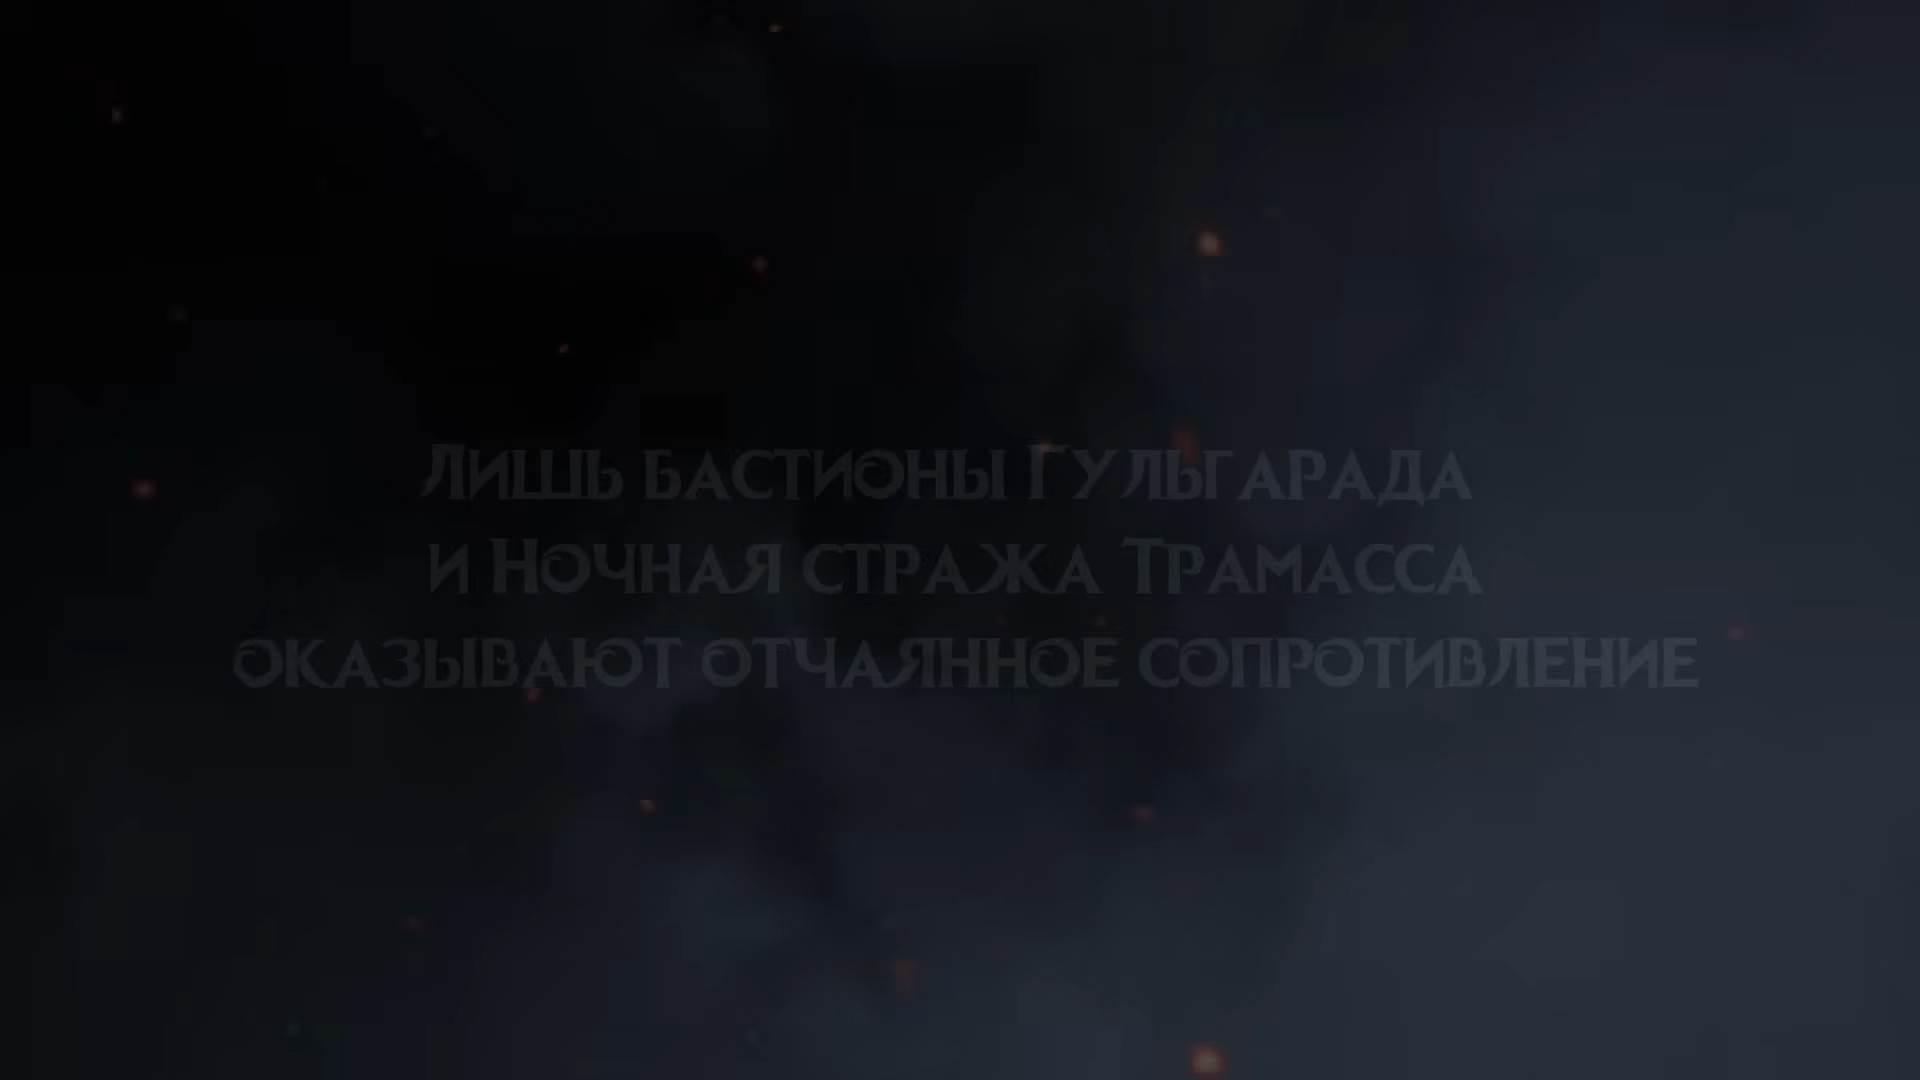 Лишь бастионы Гульгарада
и Ночная стража Трамасса
оказывают отчаянное сопротивление